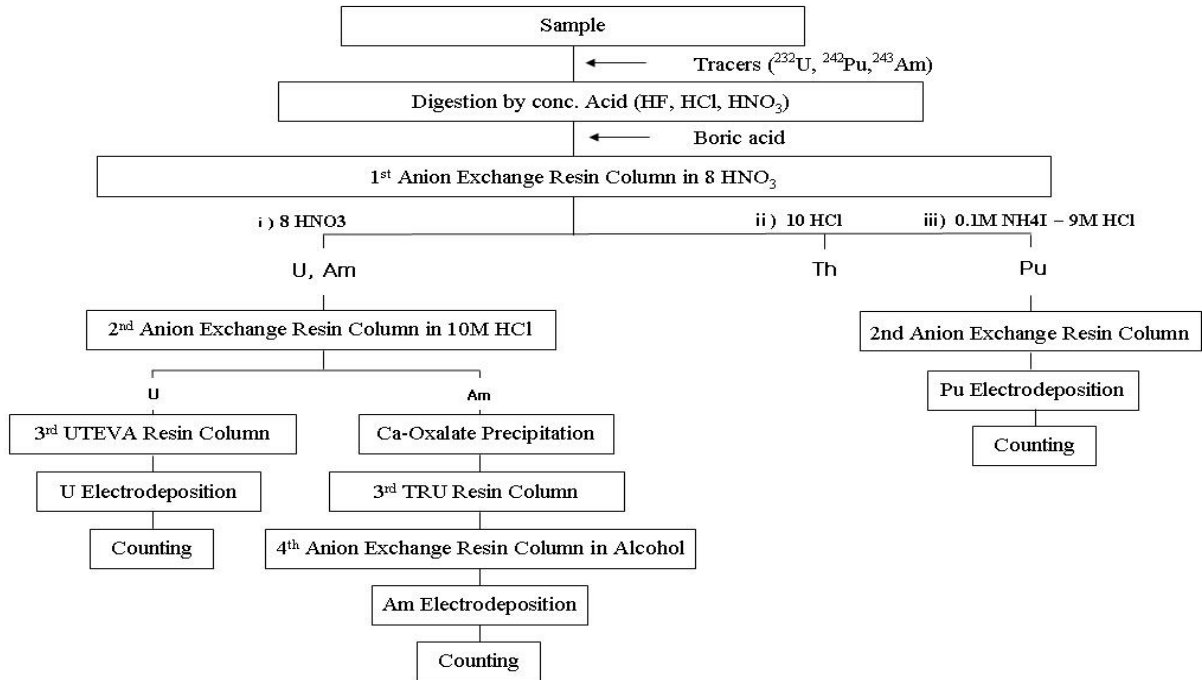 Sample
Tracers (²³²U, ²⁴²Pu,²⁴³Am)
Digestion by conc. Acid (HF, HCl, HNO₃)
Boric acid
1ˢᵗ Anion Exchange Resin Column in 8 HNO₃
i ) 8 HNO3
ii ) 10 HCl
iii) 0.1M NH4I – 9M HCl
U, Am
Th
Pu
2ⁿᵈ Anion Exchange Resin Column in 10M HCl
2nd Anion Exchange Resin Column
U
Am
Pu Electrodeposition
3ʳᵈ UTEVA Resin Column
Ca-Oxalate Precipitation
Counting
U Electrodeposition
3ʳᵈ TRU Resin Column
Counting
4ᵗʰ Anion Exchange Resin Column in Alcohol
Am Electrodeposition
Counting